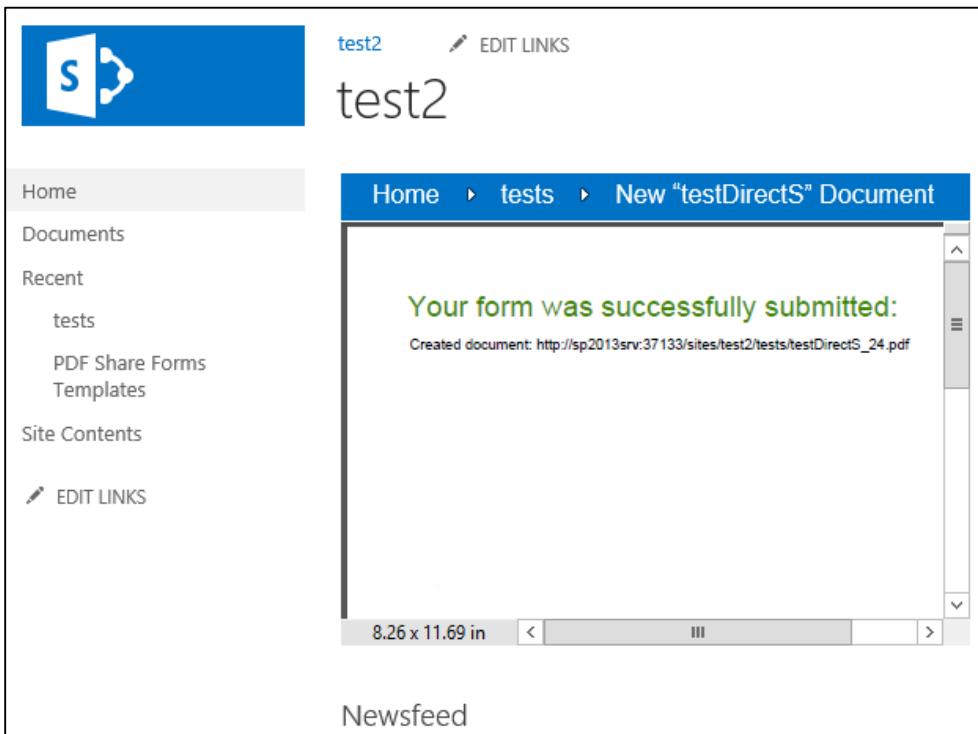 S
test2 EDIT LINKS
test2
Home
Documents
Recent
tests
PDF Share Forms
Templates
Site Contents
EDIT LINKS
Home tests New “testDirectS” Document
Your form was successfully submitted:
Created document: http://sp2013srv:37133/sites/test2/tests/testDirectS_24.pdf
8.26 x 11.69 in
Newsfeed